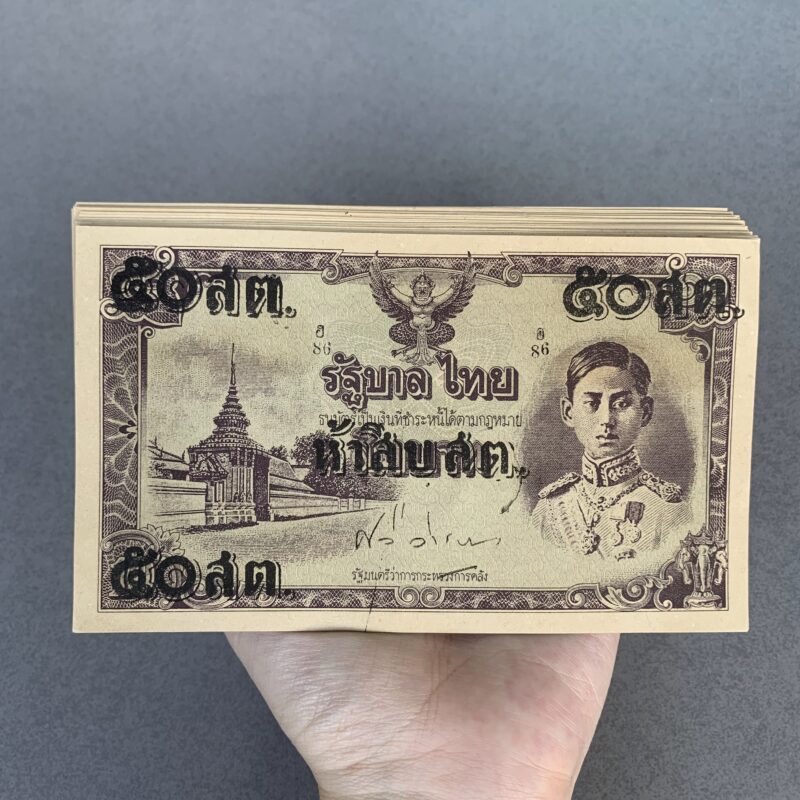 ๕๐ สต. ๕๐ สต.
ฮ ฮ
86 86
รัฐบาล ไทย
ธนบัตร์เป็นเงินที่ชำระหนี้ได้ตามกฎหมาย
ห้าสิบ สต.
รัฐมนตรีว่าการกระทรวงการคลัง
๕๐ สต.